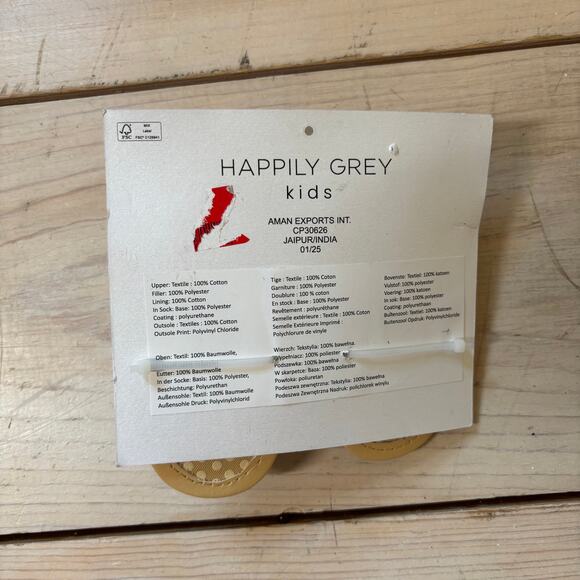 FSC
MIX
Label
HAPPILY GREY
kids
AMAN EXPORTS INT.
CP30626
JAIPUR/INDIA
01/25
Upper: Textile : 100% Cotton
Filler: 100% Polyester
Lining: 100% Cotton
In Sock: Base: 100% Polyester
Coating : polyurethane
Outsole : Textiles : 100% Cotton
Outsole Print: Polyvinyl Chloride
Tige : Textile : 100% Coton
Garniture : 100% Polyester
Doublure : 100 % coton
En stock : Base : 100% Polyester
Revêtement : polyuréthane
Semelle extérieure : Textile : 100% Coton
Semelle Extérieure Imprimé :
Polychlorure de vinyle
Bovenste: Textiel: 100% katoen
Vulstof: 100% polyester
Voering: 100% katoen
In sok: Base: 100% polyester
Coating: polyurethaan
Buitenzool: Textiel: 100% katoen
Buitenzool Opdruk: Polyvinylchloride
Oben: Textil: 100% Baumwolle,
Futter: 100% Baumwolle
In der Socke: Basis: 100% Polyester,
Beschichtung: Polyurethan
Außensohle: Textil: 100% Baumwolle
Außensohle Druck: Polyvinylchlorid
Wierzch: Tekstylia: 100% bawełna
Wypełniacz: 100% poliester
Podszewka: 100% bawełna
W skarpetce: Baza: 100% poliester
Powłoka: poliuretan
Podeszwa zewnętrzna: Tekstylia: 100% bawełna
Podeszwa Zewnętrzna Nadruk: polichlorek winylu